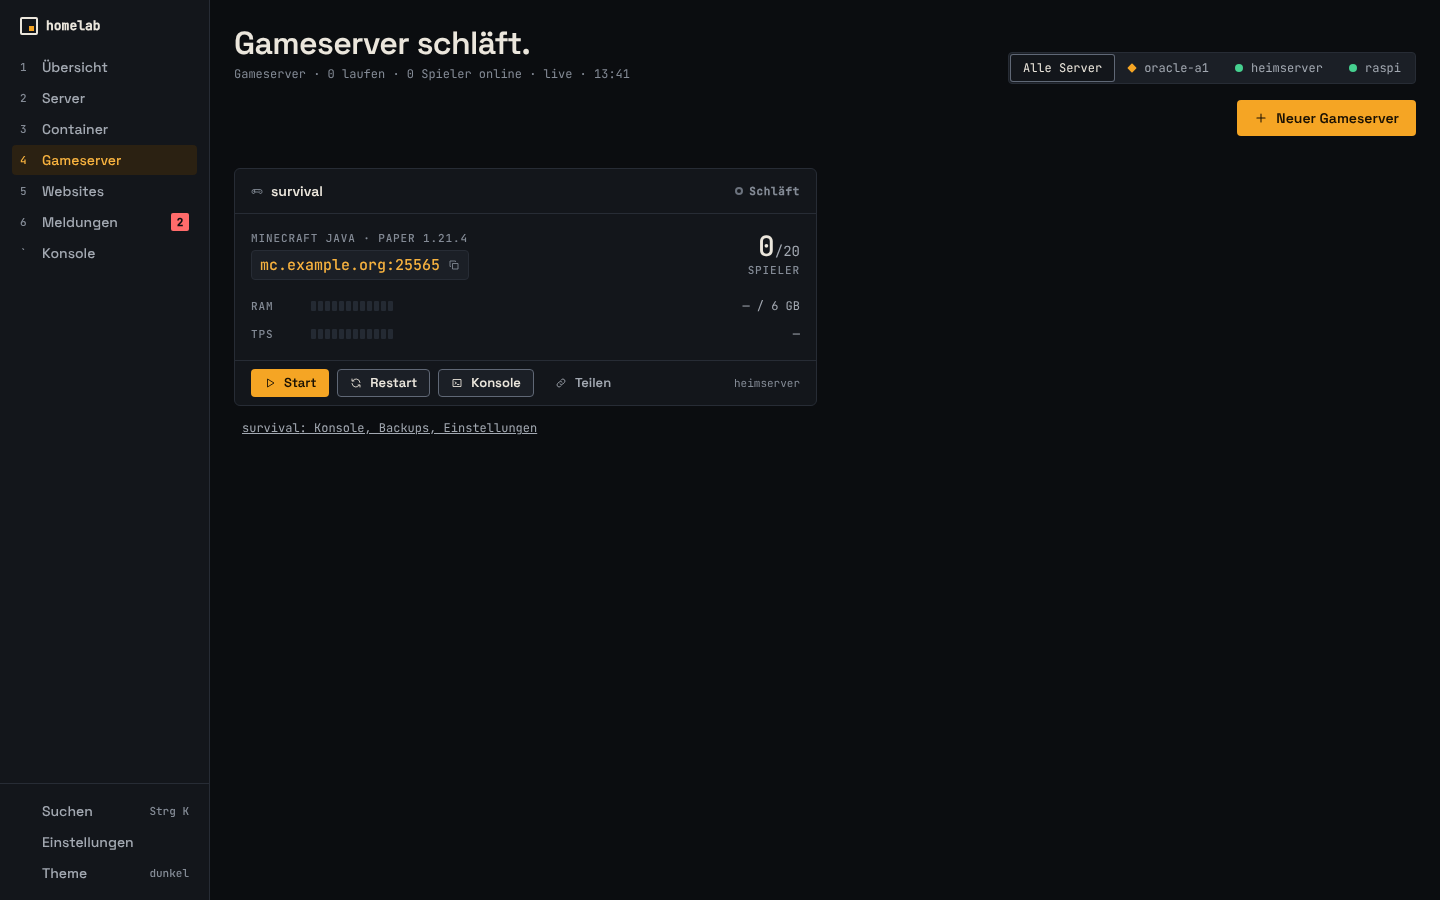 homelab
1 Übersicht
2 Server
3 Container
4 Gameserver
5 Websites
6 Meldungen 2
` Konsole
Suchen Strg K
Einstellungen
Theme dunkel
Gameserver schläft.
Gameserver · 0 laufen · 0 Spieler online · live · 13:41
Alle Server oracle-a1 heimserver raspi
+ Neuer Gameserver
survival Schläft
MINECRAFT JAVA · PAPER 1.21.4
mc.example.org:25565
0/20
SPIELER
RAM — / 6 GB
TPS —
Start Restart Konsole Teilen heimserver
survival: Konsole, Backups, Einstellungen